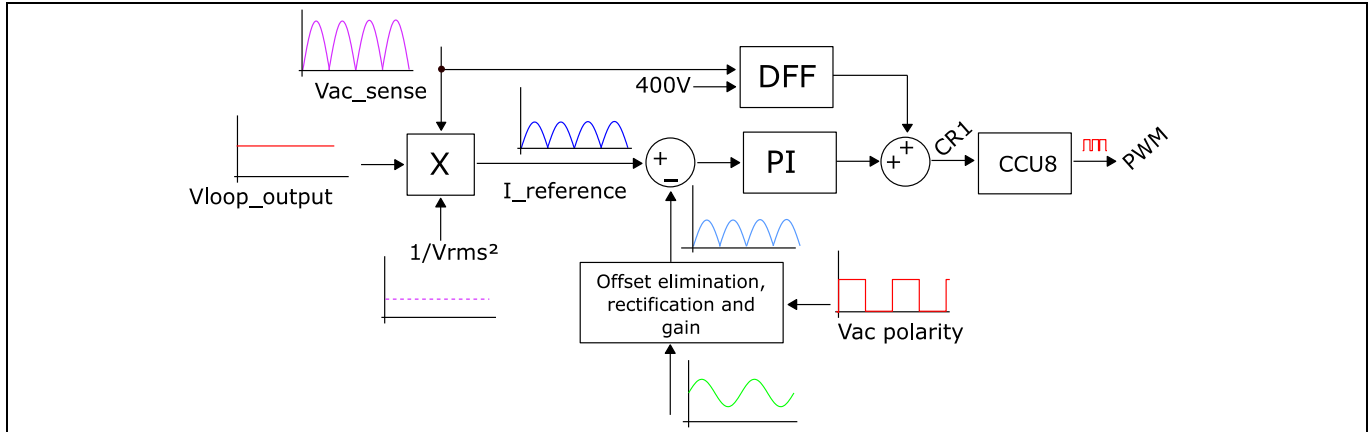 Vac_sense
400V
DFF
Vloop_output
X
I_reference
+
−
PI
+
+
CR1
CCU8
PWM
1/Vrms²
Offset elimination,
rectification and
gain
Vac polarity